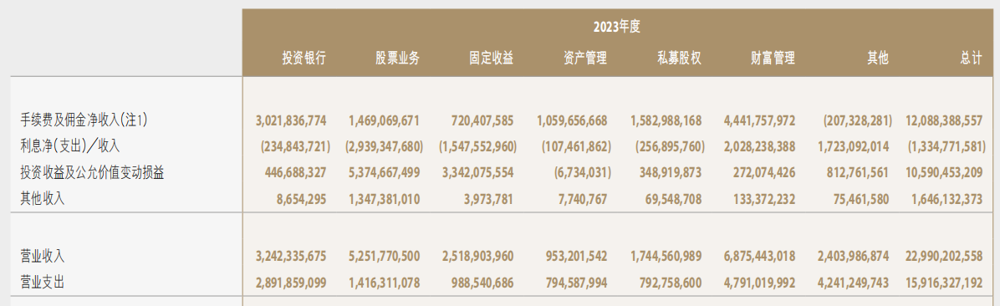 2023年度
投资银行 股票业务 固定收益 资产管理 私募股权 财富管理 其他 总计
手续费及佣金净收入(注1) 3,021,836,774 1,469,069,671 720,407,585 1,059,656,668 1,582,988,168 4,441,757,972 (207,328,281) 12,088,388,557
利息净(支出)/收入 (234,843,721) (2,939,347,680) (1,547,552,960) (107,461,862) (256,895,760) 2,028,238,388 1,723,092,014 (1,334,771,581)
投资收益及公允价值变动损益 446,688,327 5,374,667,499 3,342,075,554 (6,734,031) 348,919,873 272,074,426 812,761,561 10,590,453,209
其他收入 8,654,295 1,347,381,010 3,973,781 7,740,767 69,548,708 133,372,232 75,461,580 1,646,132,373
营业收入 3,242,335,675 5,251,770,500 2,518,903,960 953,201,542 1,744,560,989 6,875,443,018 2,403,986,874 22,990,202,558
营业支出 2,891,859,099 1,416,311,078 988,540,686 794,587,994 792,758,600 4,791,019,992 4,241,249,743 15,916,327,192